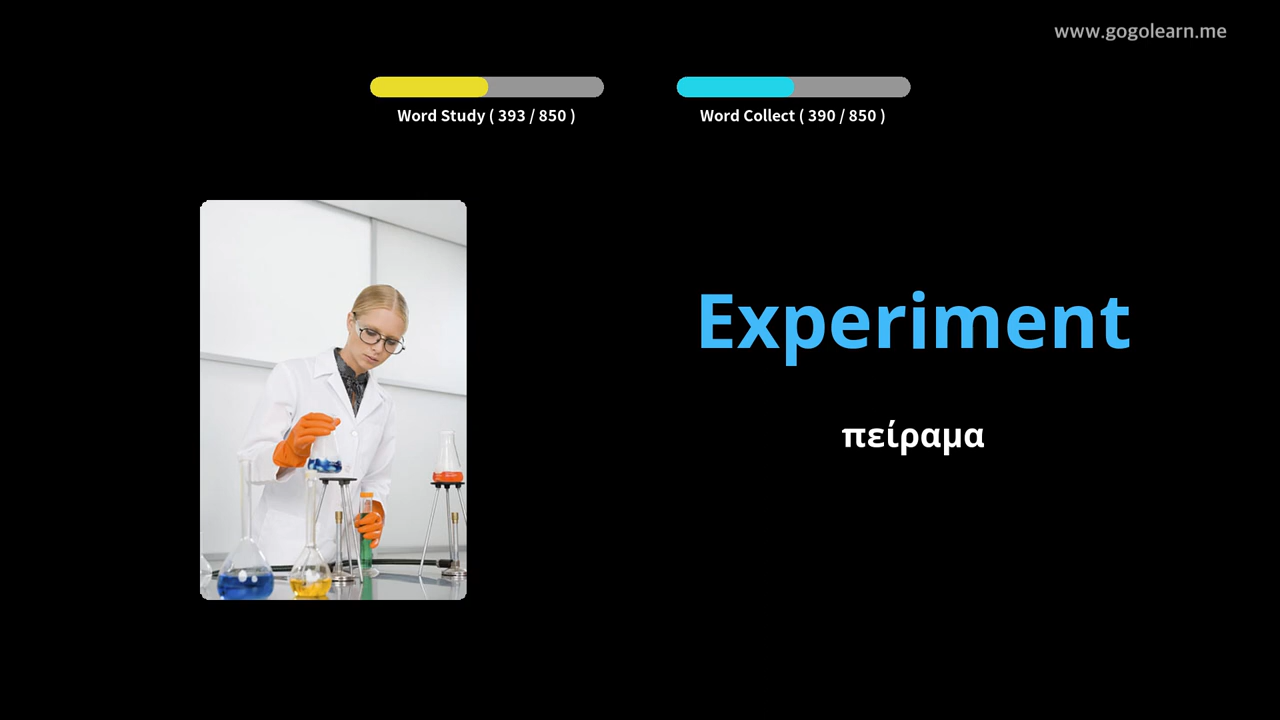 www.gogolearn.me
Word Study ( 393 / 850 )
Word Collect ( 390 / 850 )
Experiment
πείραμα